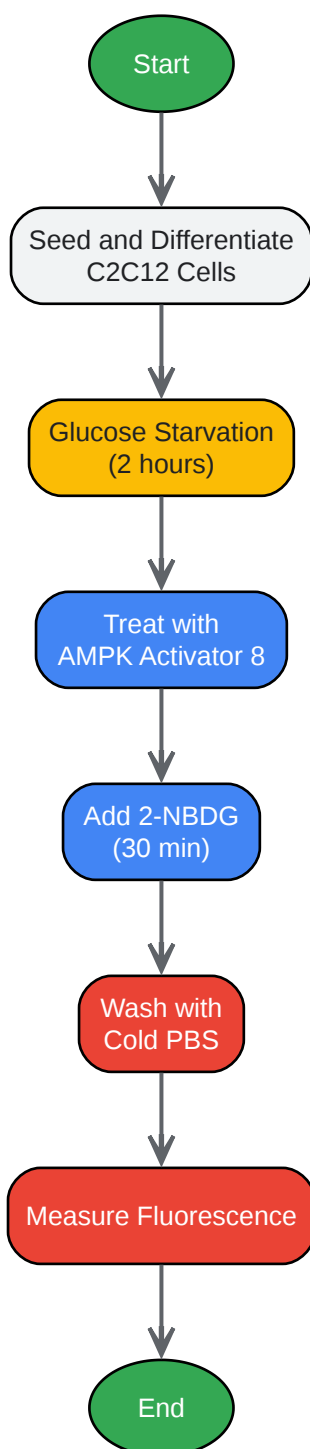 Start
Seed and Differentiate
C2C12 Cells
Glucose Starvation
(2 hours)
Treat with
AMPK Activator 8
Add 2-NBDG
(30 min)
Wash with
Cold PBS
Measure Fluorescence
End